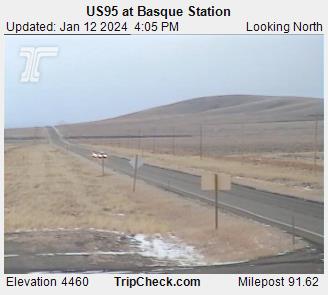 US95 at Basque Station
Updated: Jan 12 2024 4:05 PM Looking North
Elevation 4460 TripCheck.com Milepost 91.62